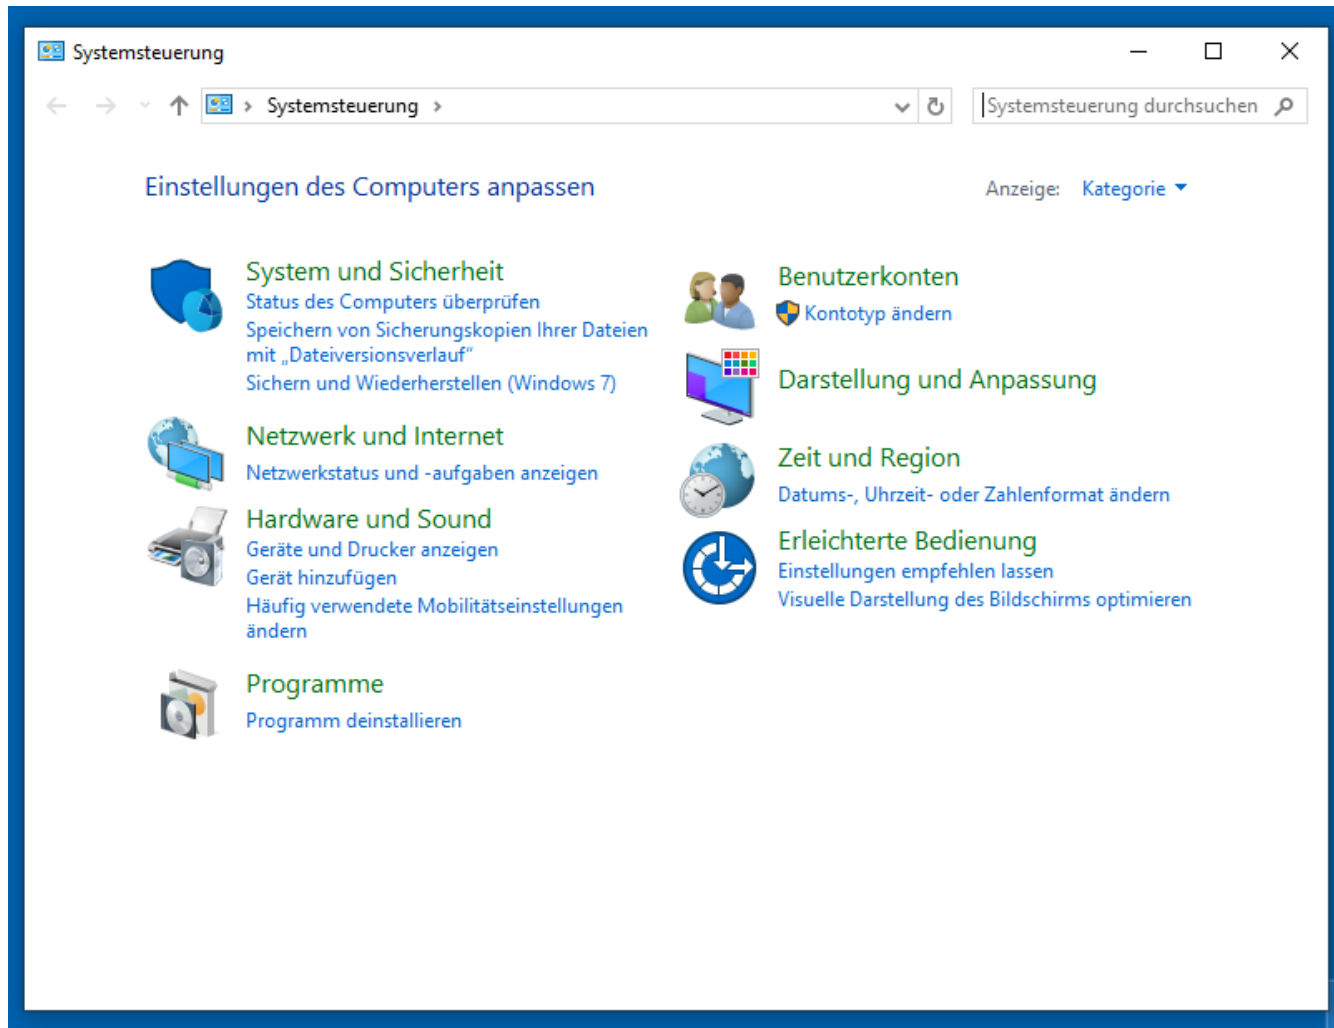 Systemsteuerung
Systemsteuerung
Systemsteuerung durchsuchen
Einstellungen des Computers anpassen
Anzeige: Kategorie
System und Sicherheit
Status des Computers überprüfen
Speichern von Sicherungskopien Ihrer Dateien
mit „Dateiversionsverlauf“
Sichern und Wiederherstellen (Windows 7)
Netzwerk und Internet
Netzwerkstatus und -aufgaben anzeigen
Hardware und Sound
Geräte und Drucker anzeigen
Gerät hinzufügen
Häufig verwendete Mobilitätseinstellungen
ändern
Programme
Programm deinstallieren
Benutzerkonten
Kontotyp ändern
Darstellung und Anpassung
Zeit und Region
Datums-, Uhrzeit- oder Zahlenformat ändern
Erleichterte Bedienung
Einstellungen empfehlen lassen
Visuelle Darstellung des Bildschirms optimieren